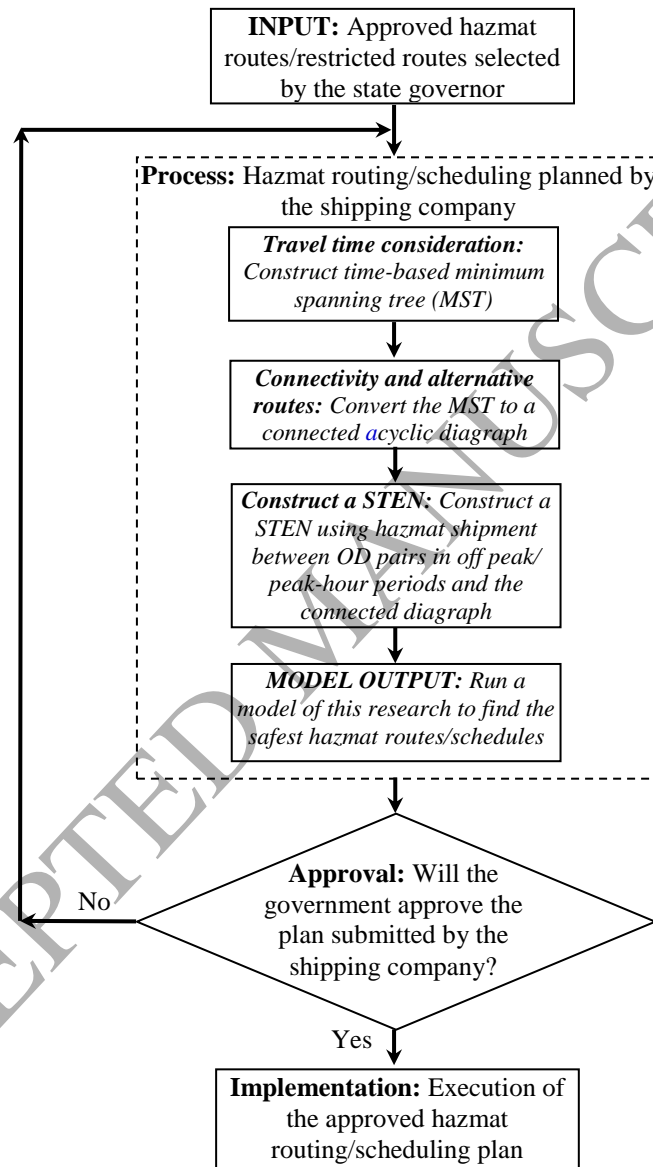 INPUT: Approved hazmat
routes/restricted routes selected
by the state governor
Process: Hazmat routing/scheduling planned by
the shipping company
Travel time consideration:
Construct time-based minimum
spanning tree (MST)
Connectivity and alternative
routes: Convert the MST to a
connected acyclic diagraph
Construct a STEN: Construct a
STEN using hazmat shipment
between OD pairs in off peak/
peak-hour periods and the
connected diagraph
MODEL OUTPUT: Run a
model of this research to find the
safest hazmat routes/schedules
Approval: Will the
government approve the
plan submitted by the
shipping company?
No
Yes
Implementation: Execution of
the approved hazmat
routing/scheduling plan
EPTED MANUSC